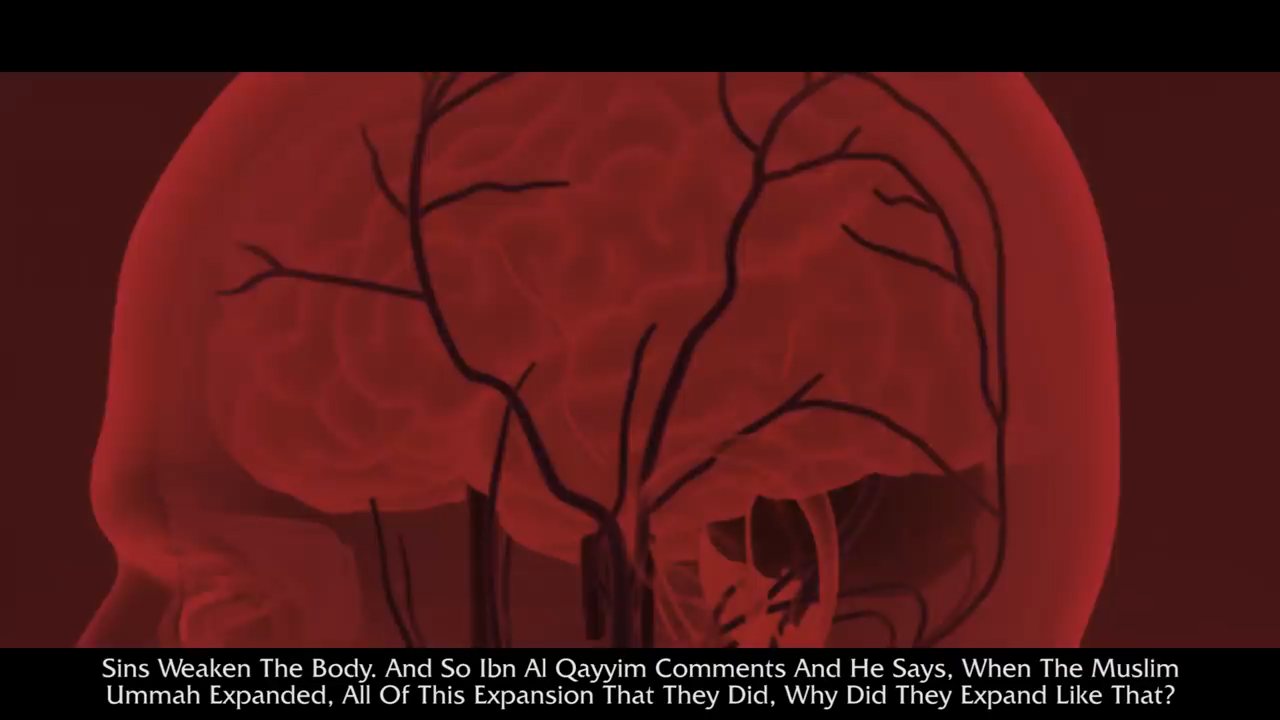 Sins Weaken The Body. And So Ibn Al Qayyim Comments And He Says, When The Muslim
Ummah Expanded, All Of This Expansion That They Did, Why Did They Expand Like That?